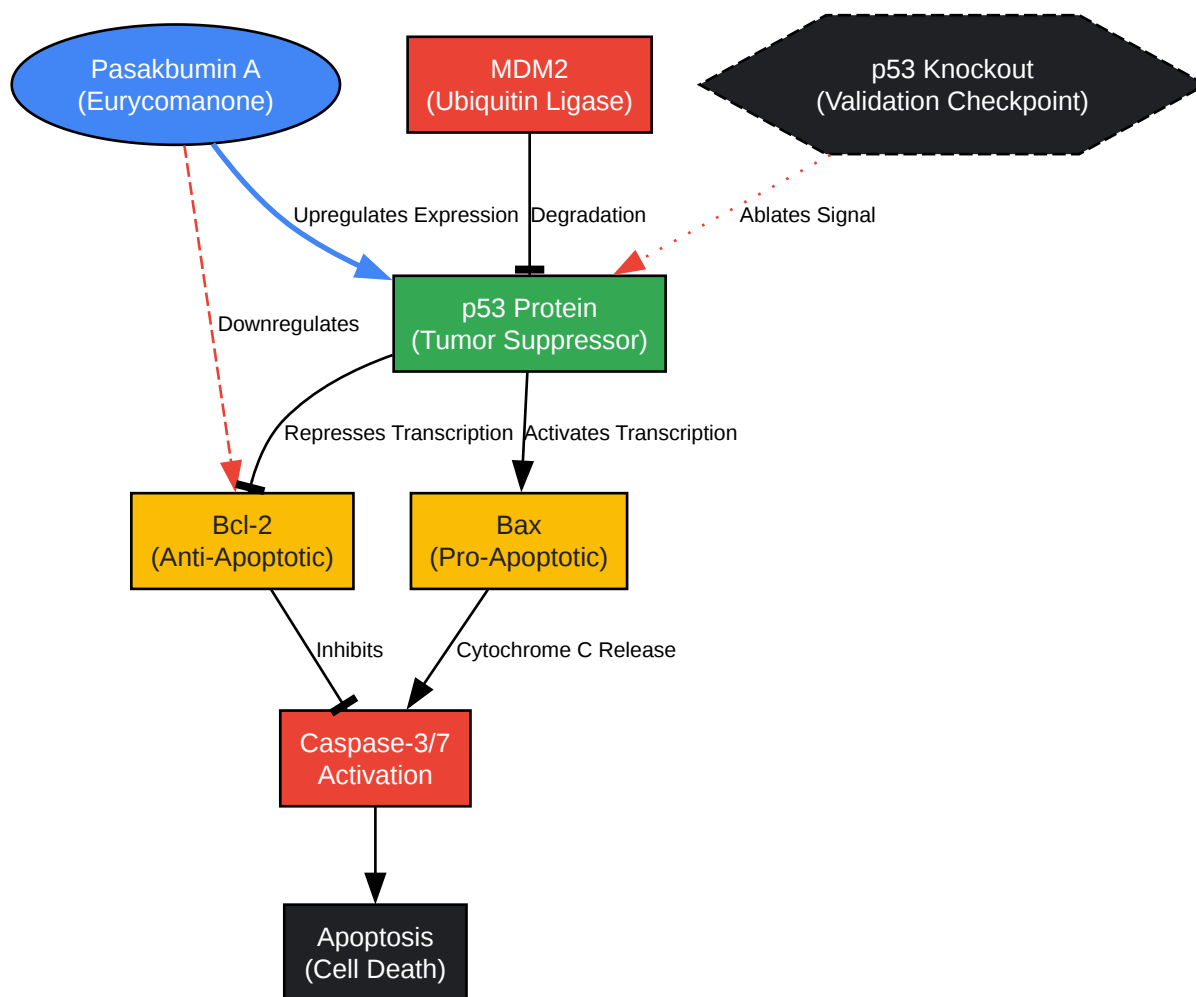 Pasakbumin A
(Eurycomanone)
MDM2
(Ubiquitin Ligase)
p53 Knockout
(Validation Checkpoint)
Upregulates Expression
Degradation
Ablates Signal
p53 Protein
(Tumor Suppressor)
Downregulates
Represses Transcription
Activates Transcription
Bcl-2
(Anti-Apoptotic)
Bax
(Pro-Apoptotic)
Inhibits
Cytochrome C Release
Caspase-3/7
Activation
Apoptosis
(Cell Death)